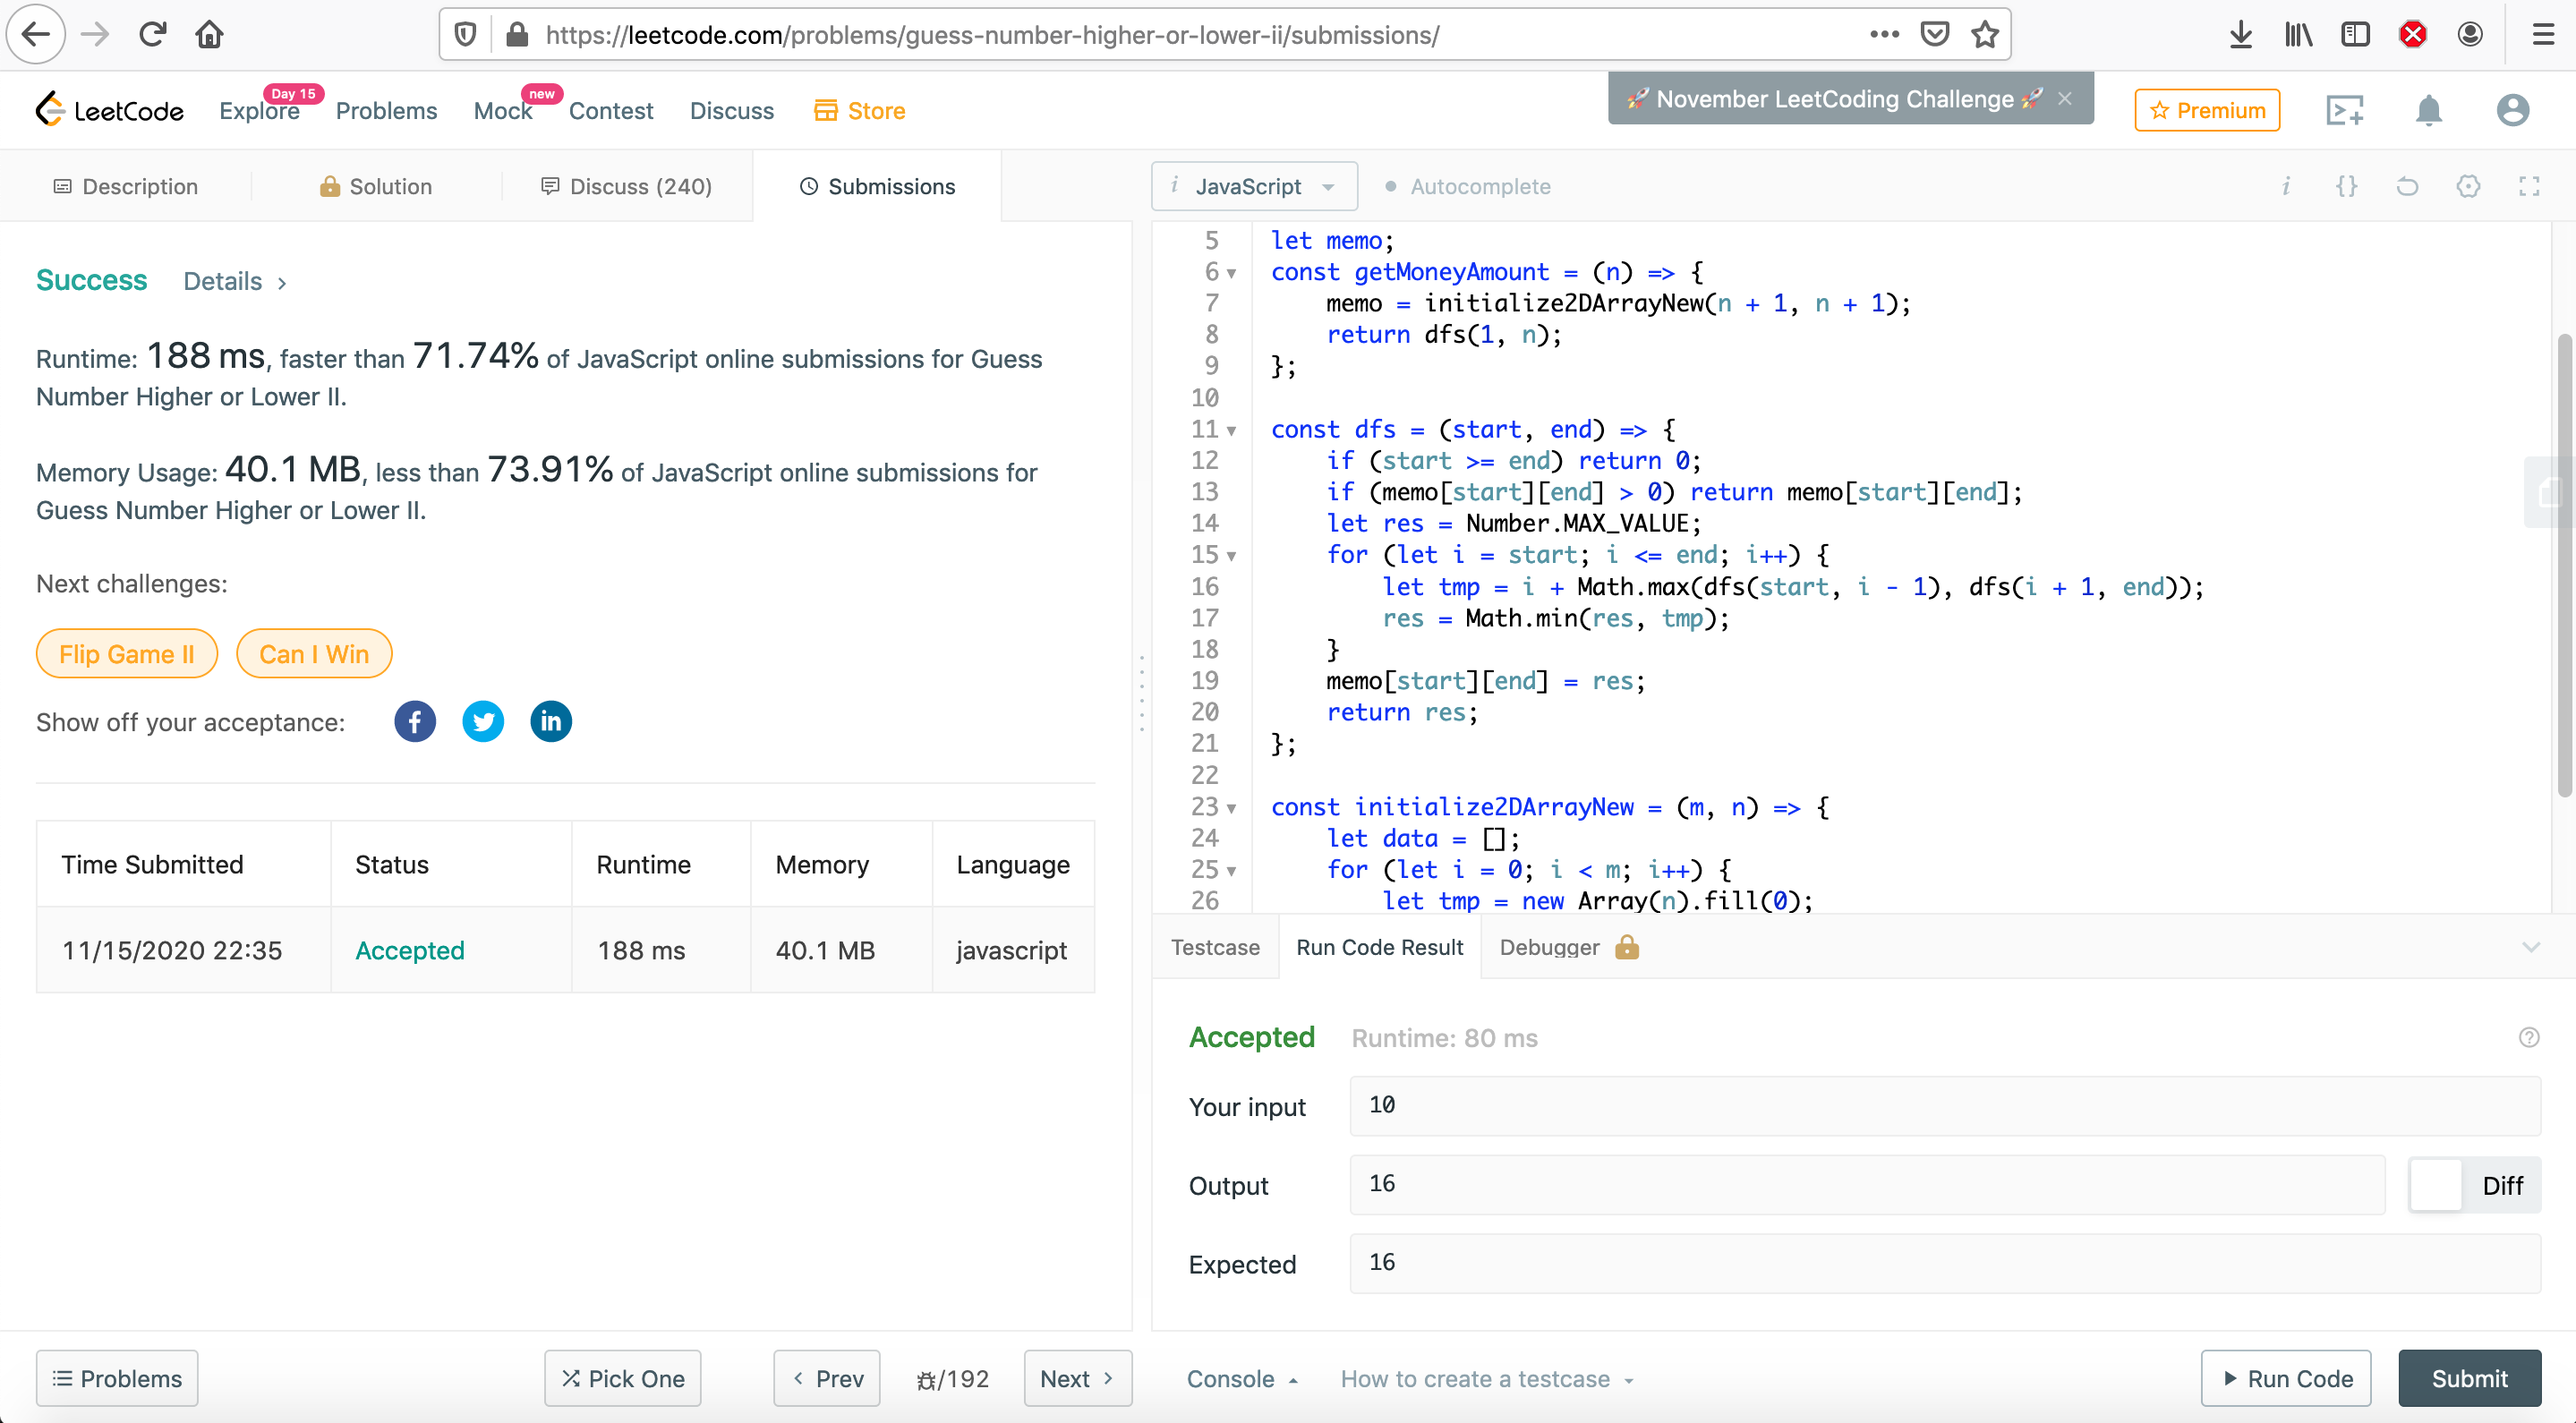 https://leetcode.com/problems/guess-number-higher-or-lower-ii/submissions/
LeetCode
Explore
Day 15
Problems
Mock
new
Contest
Discuss
Store
🚀 November LeetCoding Challenge 🚀 ×
Premium
Description
Solution
Discuss (240)
Submissions
i JavaScript
Autocomplete
i {}
Success Details >
Runtime: 188 ms, faster than 71.74% of JavaScript online submissions for Guess
Number Higher or Lower II.
Memory Usage: 40.1 MB, less than 73.91% of JavaScript online submissions for
Guess Number Higher or Lower II.
Next challenges:
Flip Game II
Can I Win
Show off your acceptance:
f
in
Time Submitted Status Runtime Memory Language
11/15/2020 22:35 Accepted 188 ms 40.1 MB javascript
5 let memo;
6 const getMoneyAmount = (n) => {
7 memo = initialize2DArrayNew(n + 1, n + 1);
8 return dfs(1, n);
9 };
10
11 const dfs = (start, end) => {
12 if (start >= end) return 0;
13 if (memo[start][end] > 0) return memo[start][end];
14 let res = Number.MAX_VALUE;
15 for (let i = start; i <= end; i++) {
16 let tmp = i + Math.max(dfs(start, i - 1), dfs(i + 1, end));
17 res = Math.min(res, tmp);
18 }
19 memo[start][end] = res;
20 return res;
21 };
22
23 const initialize2DArrayNew = (m, n) => {
24 let data = [];
25 for (let i = 0; i < m; i++) {
26 let tmp = new Array(n).fill(0);
Testcase
Run Code Result
Debugger
Accepted Runtime: 80 ms
Your input 10
Output 16 Diff
Expected 16
Problems
Pick One
< Prev
/192
Next >
Console
How to create a testcase
Run Code
Submit